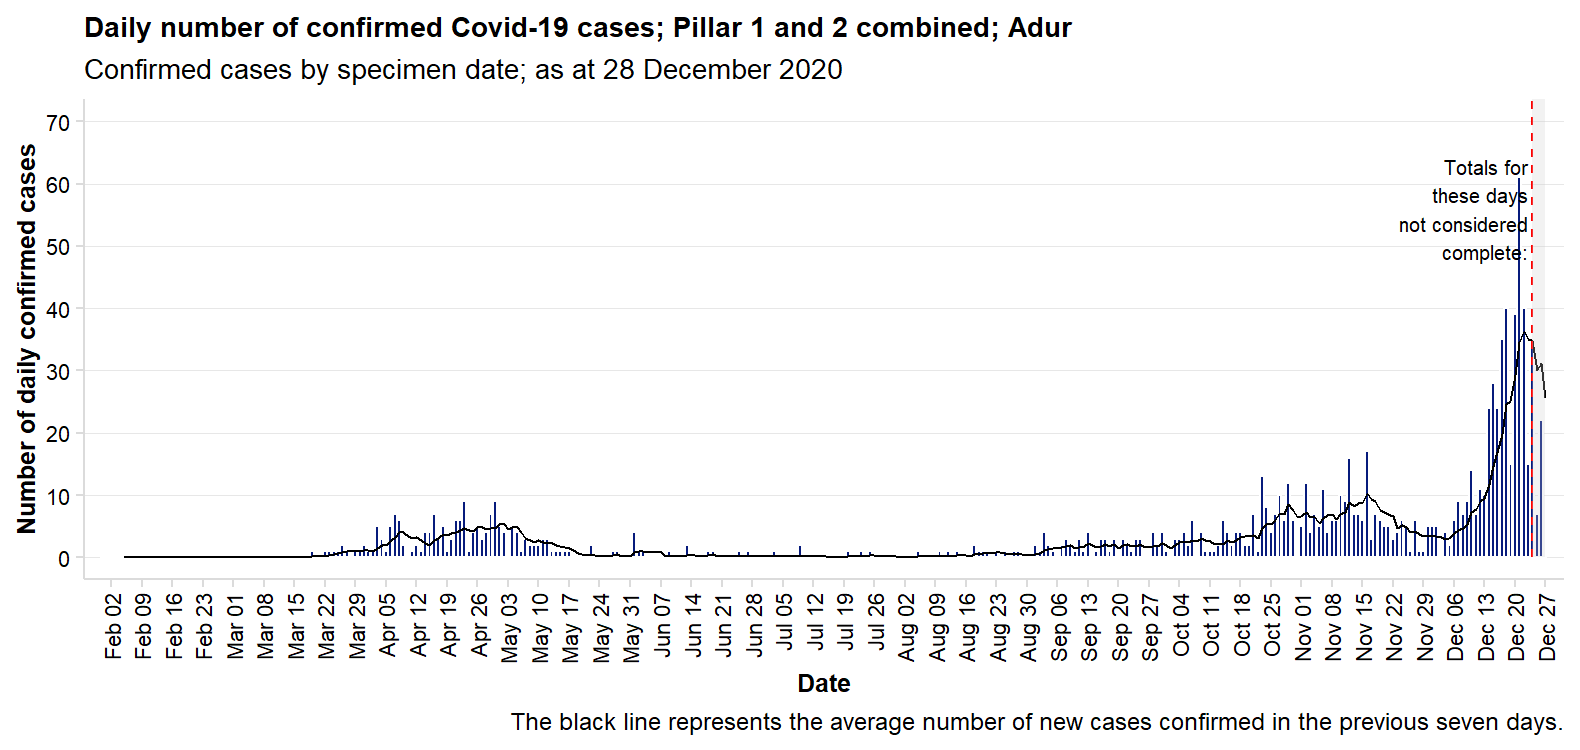 Daily number of confirmed Covid-19 cases; Pillar 1 and 2 combined; Adur
Confirmed cases by specimen date; as at 28 December 2020
Number of daily confirmed cases
70
60
50
40
30
20
10
0
Totals for
these days
not considered
complete:
Feb 02
Feb 09
Feb 16
Feb 23
Mar 01
Mar 08
Mar 15
Mar 22
Mar 29
Apr 05
Apr 12
Apr 19
Apr 26
May 03
May 10
May 17
May 24
May 31
Jun 07
Jun 14
Jun 21
Jun 28
Jul 05
Jul 12
Jul 19
Jul 26
Aug 02
Aug 09
Aug 16
Aug 23
Aug 30
Sep 06
Sep 13
Sep 20
Sep 27
Oct 04
Oct 11
Oct 18
Oct 25
Nov 01
Nov 08
Nov 15
Nov 22
Nov 29
Dec 06
Dec 13
Dec 20
Dec 27
Date
The black line represents the average number of new cases confirmed in the previous seven days.